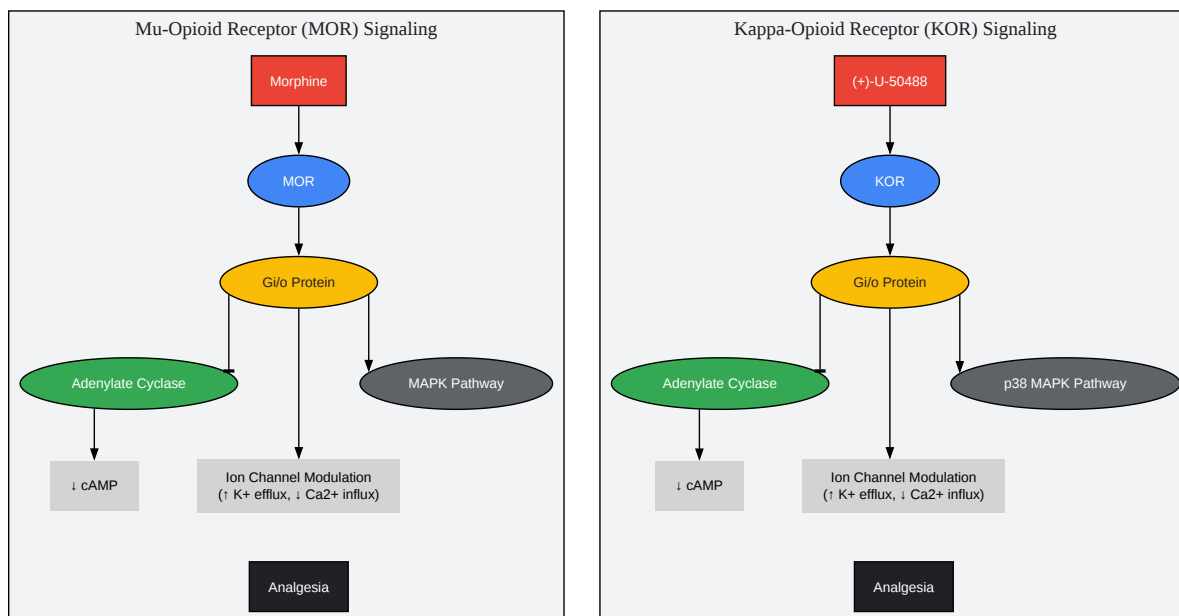 Mu-Opioid Receptor (MOR) Signaling
Morphine
MOR
Gi/o Protein
Adenylate Cyclase
MAPK Pathway
↓ cAMP
Ion Channel Modulation
(↑ K+ efflux, ↓ Ca2+ influx)
Analgesia
Kappa-Opioid Receptor (KOR) Signaling
(+)-U-50488
KOR
Gi/o Protein
Adenylate Cyclase
p38 MAPK Pathway
↓ cAMP
Ion Channel Modulation
(↑ K+ efflux, ↓ Ca2+ influx)
Analgesia